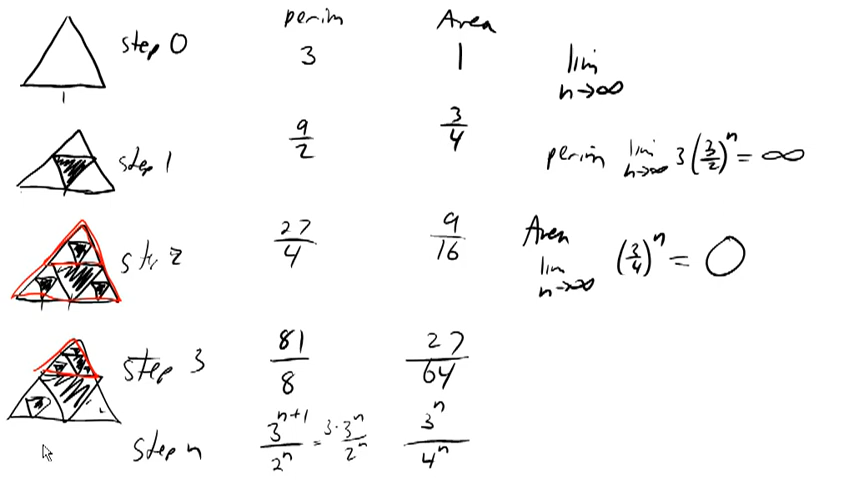 perim Area
step 0 3 1 lim n→∞
1
step 1 9/2 3/4 perim lim n→∞ 3(3/2)^n = ∞
step 2 27/4 9/16 Area lim n→∞ (3/4)^n = 0
step 3 81/8 27/64
step n 3^(n+1)/2^n = 3·3^n/2^n 3^n/4^n